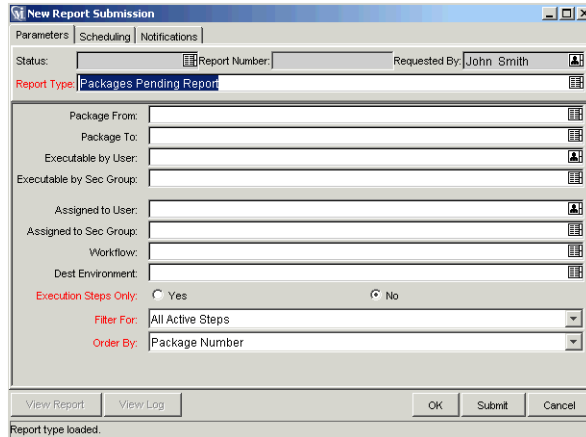 New Report Submission
Parameters Scheduling Notifications
Status: Report Number: Requested By: John Smith
Report Type: Packages Pending Report
Package From:
Package To:
Executable by User:
Executable by Sec Group:
Assigned to User:
Assigned to Sec Group:
Workflow:
Dest Environment:
Execution Steps Only: Yes No
Filter For: All Active Steps
Order By: Package Number
View Report View Log OK Submit Cancel
Report type loaded.